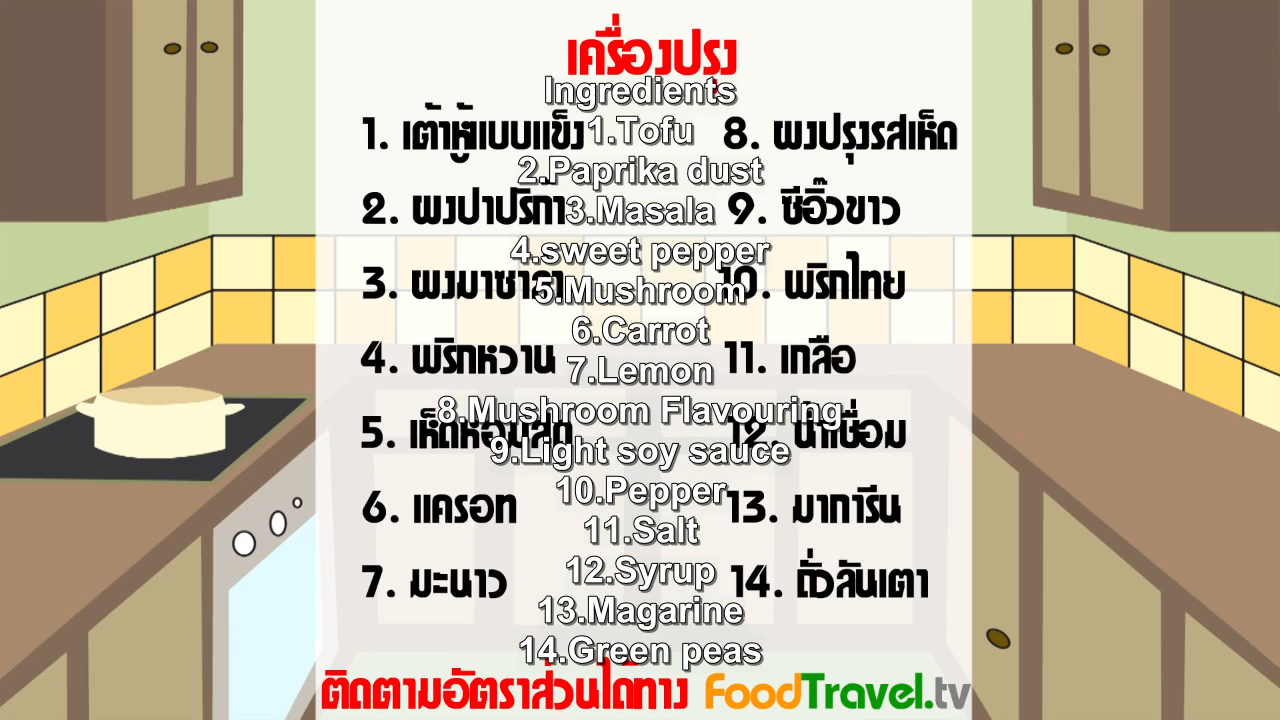 เครื่องปรุง
1. เต้าหู้แบบแข็ง
2. ผงปาปริก้า
3. ผงมาซาลา
4. พริกหวาน
5. เห็ดหอมสด
6. แครอท
7. มะนาว
8. ผงปรุงรสเห็ด
9. ซีอิ๊วขาว
10. พริกไทย
11. เกลือ
12. น้ำเชื่อม
13. มาการีน
14. ถั่วลันเตา
Ingredients
1.Tofu
2.Paprika dust
3.Masala
4.sweet pepper
5.Mushroom
6.Carrot
7.Lemon
8.Mushroom Flavouring
9.Light soy sauce
10.Pepper
11.Salt
12.Syrup
13.Magarine
14.Green peas
ติดตามอัตราส่วนได้ทาง FoodTravel.tv